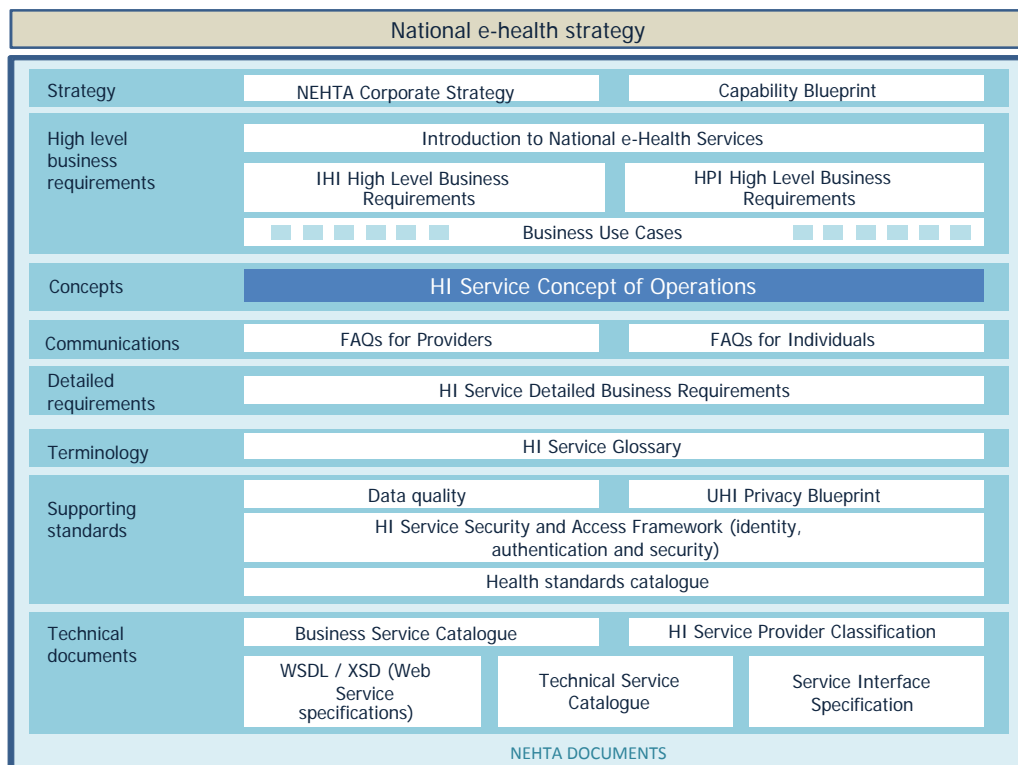 National e-health strategy
Strategy
NEHTA Corporate Strategy
Capability Blueprint
High level
business
requirements
Introduction to National e-Health Services
IHI High Level Business
Requirements
HPI High Level Business
Requirements
Business Use Cases
Concepts
HI Service Concept of Operations
Communications
FAQs for Providers
FAQs for Individuals
Detailed
requirements
HI Service Detailed Business Requirements
Terminology
HI Service Glossary
Supporting
standards
Data quality
UHI Privacy Blueprint
HI Service Security and Access Framework (identity,
authentication and security)
Health standards catalogue
Technical
documents
Business Service Catalogue
HI Service Provider Classification
WSDL / XSD (Web
Service
specifications)
Technical Service
Catalogue
Service Interface
Specification
NEHTA DOCUMENTS